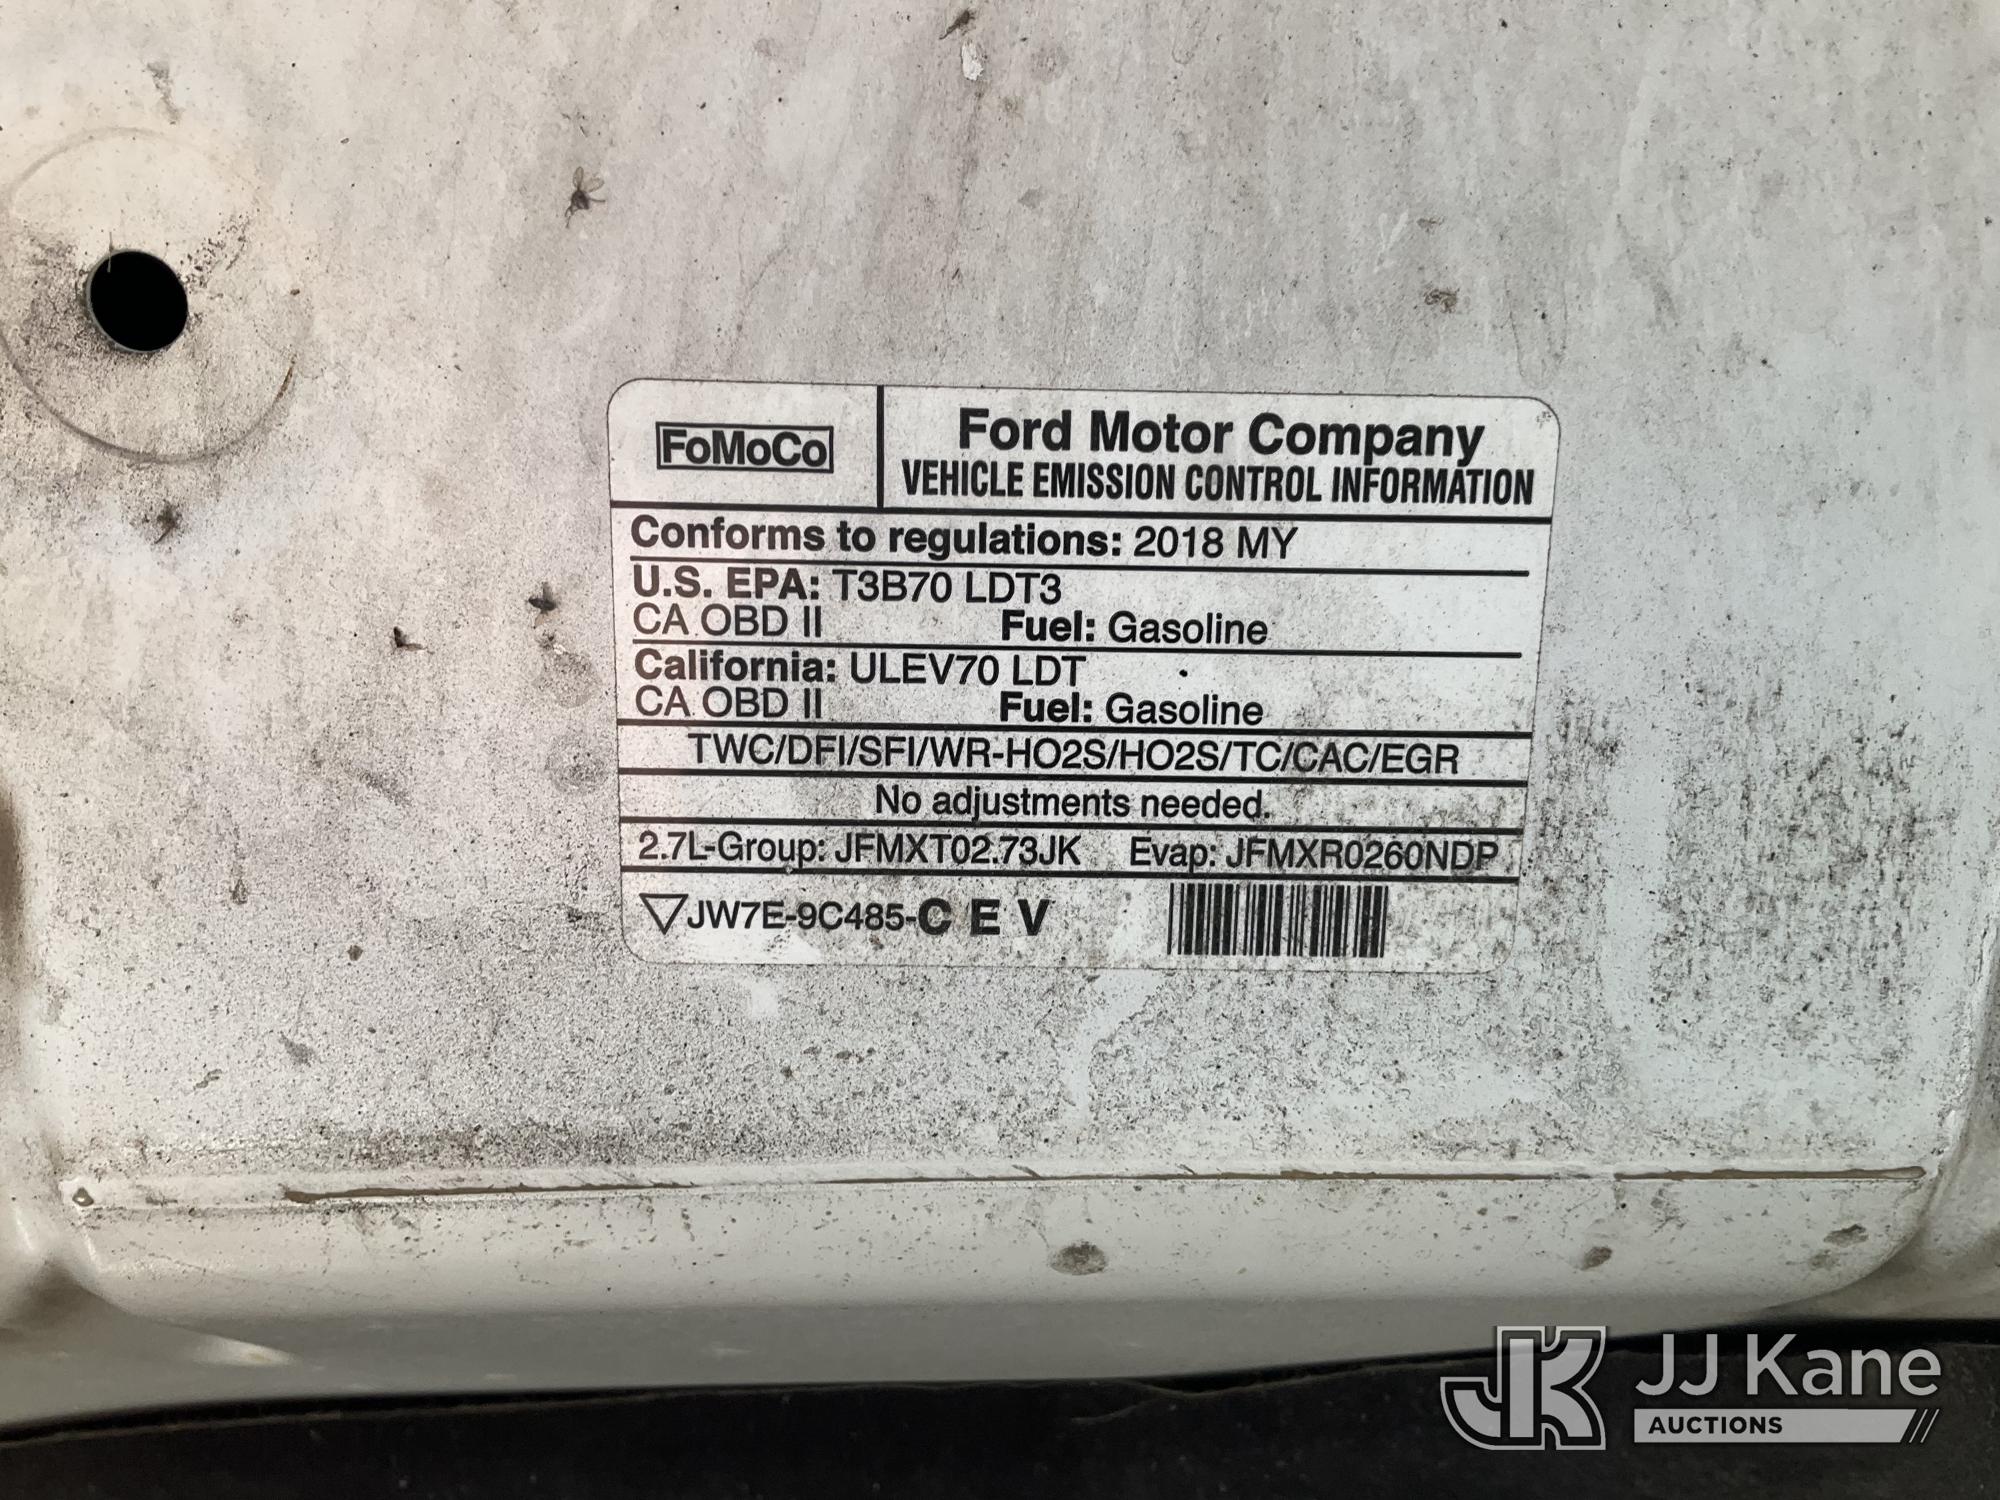 FoMoCo
Ford Motor Company
VEHICLE EMISSION CONTROL INFORMATION
Conforms to regulations: 2018 MY
U.S. EPA: T3B70 LDT3
CA OBD II Fuel: Gasoline
California: ULEV70 LDT
CA OBD II Fuel: Gasoline
TWC/DFI/SFI/WR-HO2S/HO2S/TC/CAC/EGR
No adjustments needed.
2.7L-Group: JFMXT02.73JK Evap: JFMXR0260NDP
JW7E-9C485-C E V
JK JJ Kane
AUCTIONS